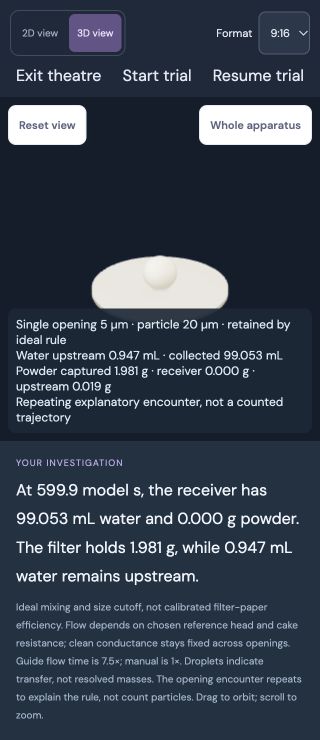 2D view
3D view
Format
9:16
Exit theatre
Start trial
Resume trial
Reset view
Whole apparatus
Single opening 5 µm · particle 20 µm · retained by
ideal rule
Water upstream 0.947 mL · collected 99.053 mL
Powder captured 1.981 g · receiver 0.000 g ·
upstream 0.019 g
Repeating explanatory encounter, not a counted
trajectory
YOUR INVESTIGATION
At 599.9 model s, the receiver has
99.053 mL water and 0.000 g powder.
The filter holds 1.981 g, while 0.947 mL
water remains upstream.
Ideal mixing and size cutoff, not calibrated filter-paper
efficiency. Flow depends on chosen reference head and cake
resistance; clean conductance stays fixed across openings.
Guide flow time is 7.5×; manual is 1×. Droplets indicate
transfer, not resolved masses. The opening encounter repeats
to explain the rule, not count particles. Drag to orbit; scroll to
zoom.